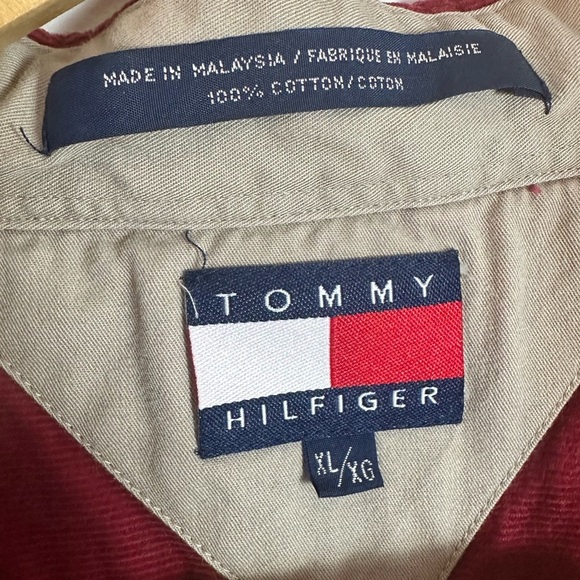 MADE IN MALAYSIA / FABRIQUE EN MALAISIE
100% COTTON/COTON
TOMMY
HILFIGER
XL/XG